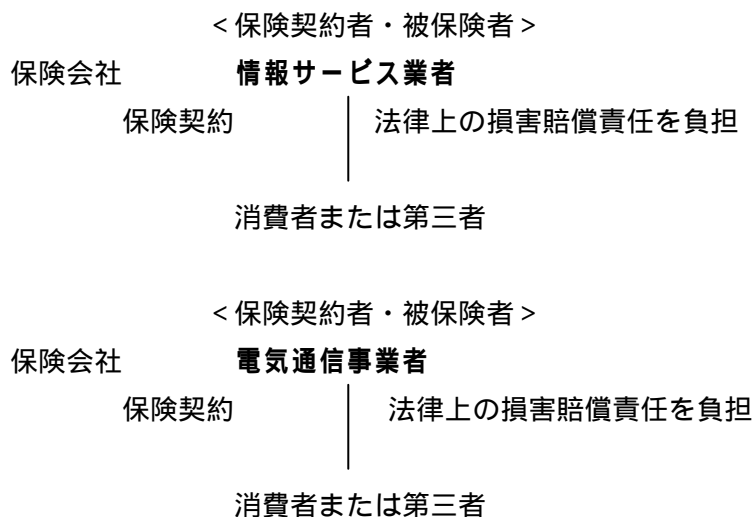 ＜保険契約者・被保険者＞
保険会社 情報サービス業者
保険契約 法律上の損害賠償責任を負担
消費者または第三者
＜保険契約者・被保険者＞
保険会社 電気通信事業者
保険契約 法律上の損害賠償責任を負担
消費者または第三者